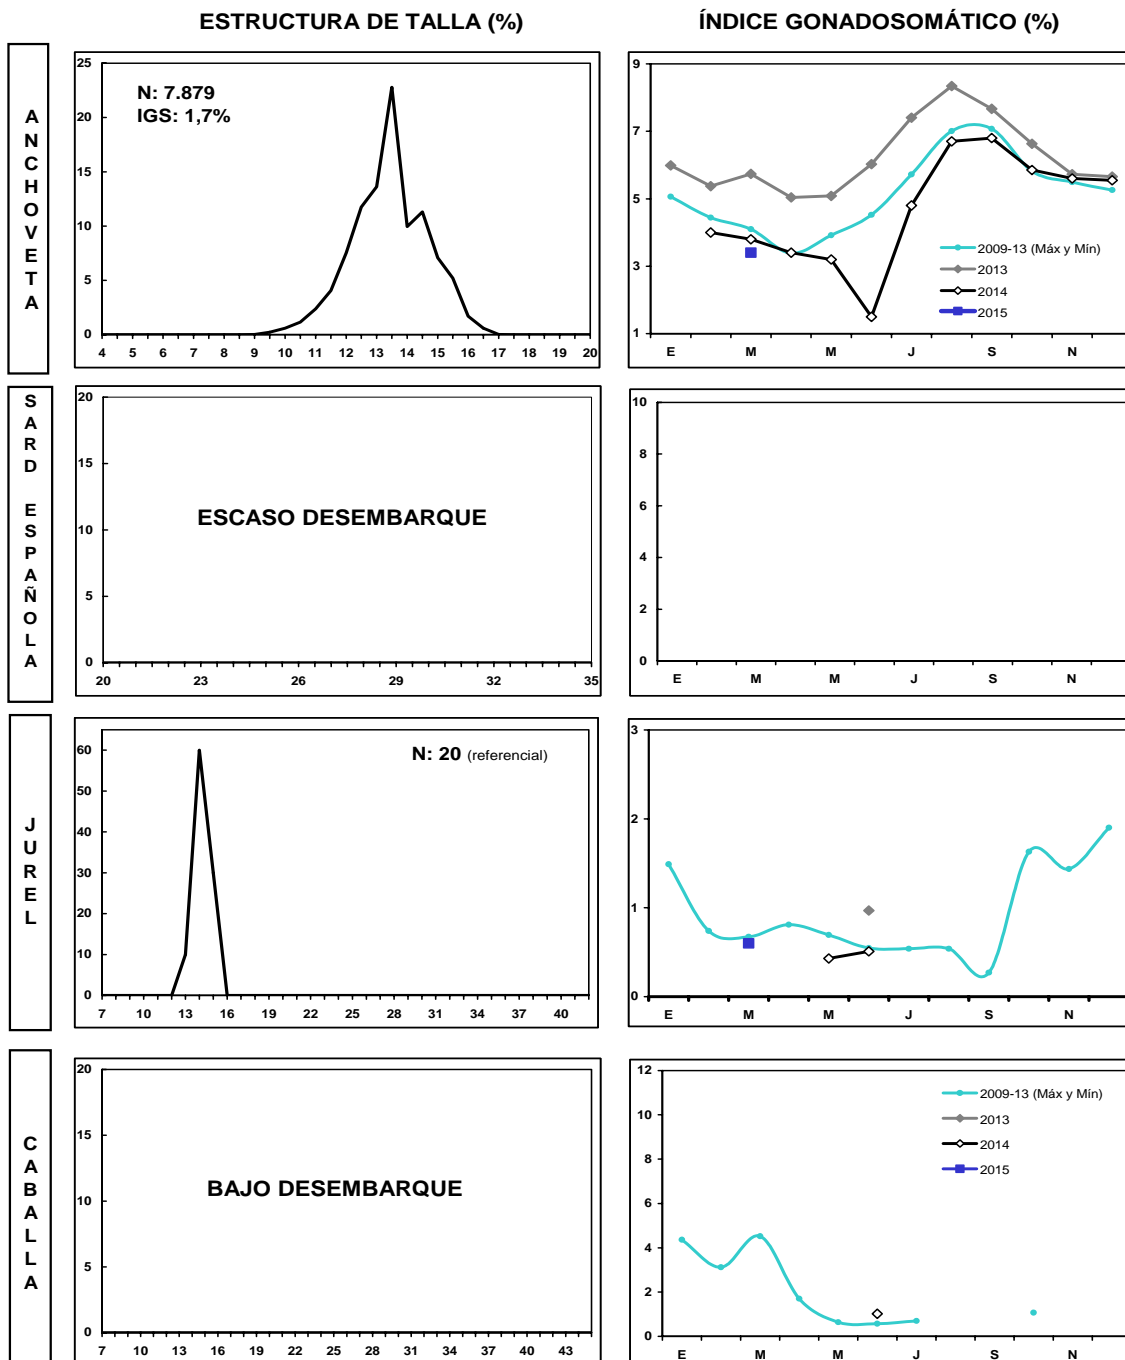 ESTRUCTURA DE TALLA (%)
ÍNDICE GONADOSOMÁTICO (%)
ANCHOVETA
N: 7.879
IGS: 1,7%
25
20
15
10
5
0
4 5 6 7 8 9 10 11 12 13 14 15 16 17 18 19 20
9
7
5
3
1
2009-13 (Máx y Mín)
2013
2014
2015
E M M J S N
SARD ESPAÑOLA
20
15
10
5
0
ESCASO DESEMBARQUE
20 23 26 29 32 35
10
8
6
4
2
0
E M M J S N
JUREL
N: 20 (referencial)
60
50
40
30
20
10
0
7 10 13 16 19 22 25 28 31 34 37 40
3
2
1
0
E M M J S N
CABALLA
20
15
10
5
0
BAJO DESEMBARQUE
7 10 13 16 19 22 25 28 31 34 37 40 43
12
10
8
6
4
2
0
2009-13 (Máx y Mín)
2013
2014
2015
E M M J S N